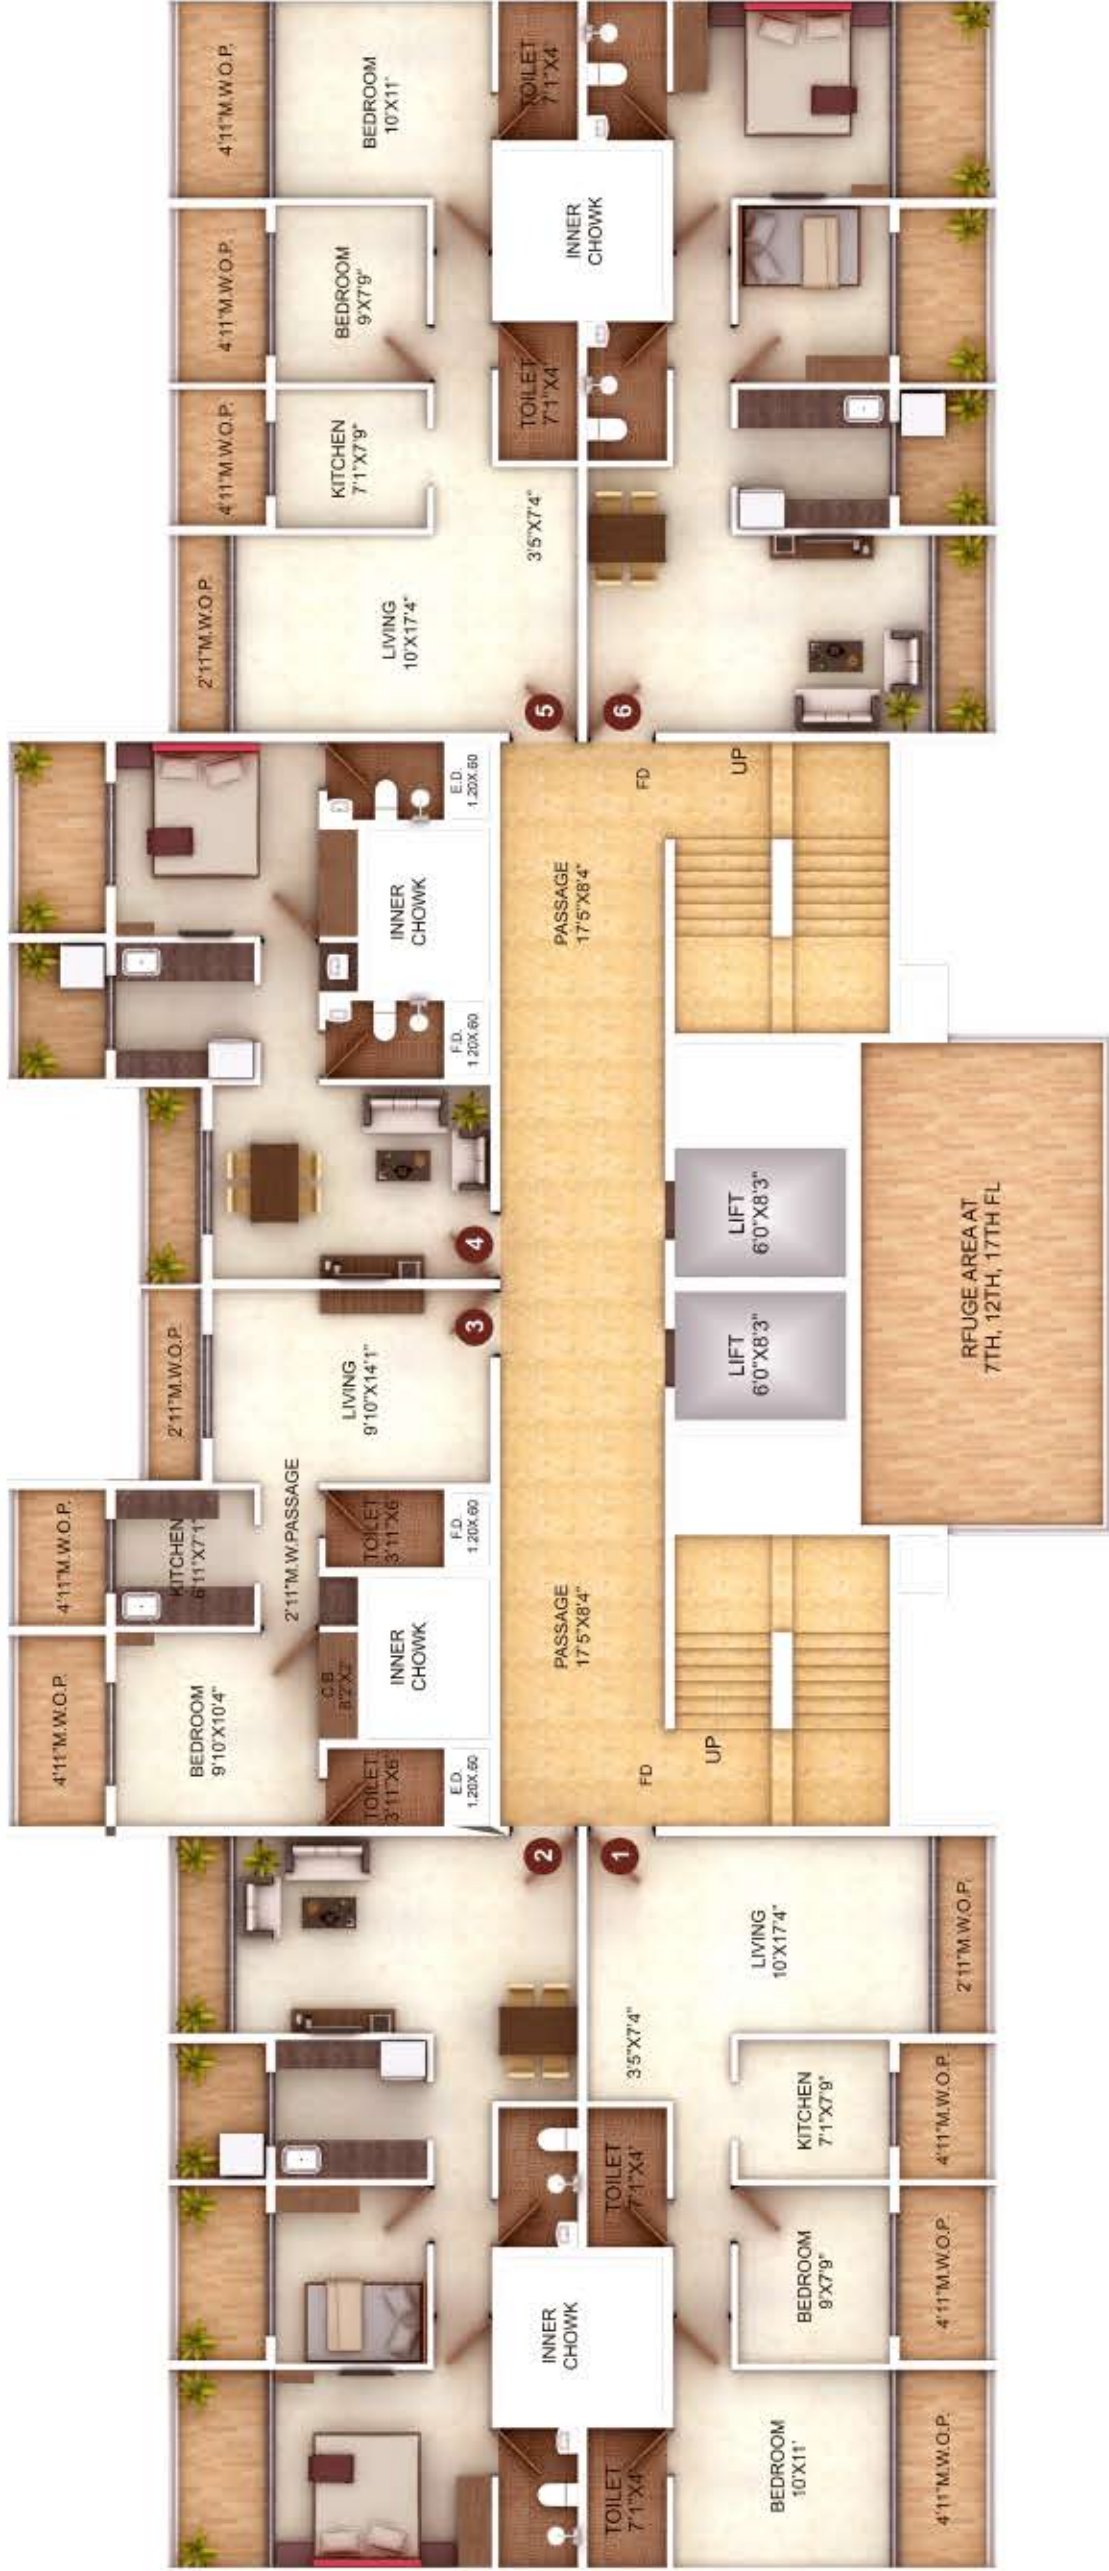 4'11"M.W.O.P.
4'11"M.W.O.P.
2'11"M.W.O.P.
BEDROOM
9'10"X10'4"
KITCHEN
6'11"X7'1"
2'11"M.W.PASSAGE
LIVING
9'10"X14'1"
TOILET
3'11"X6'
C.B
8'2"X2'
TOILET
3'11"X6'
INNER
CHOWK
E.D.
1.20X.60
F.D.
1.20X.60
3
4
INNER
CHOWK
F.D.
1.20X.60
E.D.
1.20X.60
2'11"M.W.O.P.
4'11"M.W.O.P.
4'11"M.W.O.P.
4'11"M.W.O.P.
LIVING
10'X17'4"
KITCHEN
7'1"X7'9"
BEDROOM
9'X7'9"
BEDROOM
10'X11'
3'5"X7'4"
TOILET
7'1"X4'
TOILET
7'1"X4'
INNER
CHOWK
5
6
2
1
INNER
CHOWK
TOILET
7'1"X4'
TOILET
7'1"X4'
3'5"X7'4"
BEDROOM
10'X11'
BEDROOM
9'X7'9"
KITCHEN
7'1"X7'9"
LIVING
10'X17'4"
4'11"M.W.O.P.
4'11"M.W.O.P.
4'11"M.W.O.P.
2'11"M.W.O.P.
PASSAGE
17'5"X8'4"
PASSAGE
17'5"X8'4"
FD
UP
FD
UP
LIFT
6'0"X8'3"
LIFT
6'0"X8'3"
RFUGE AREA AT
7TH, 12TH, 17TH FL